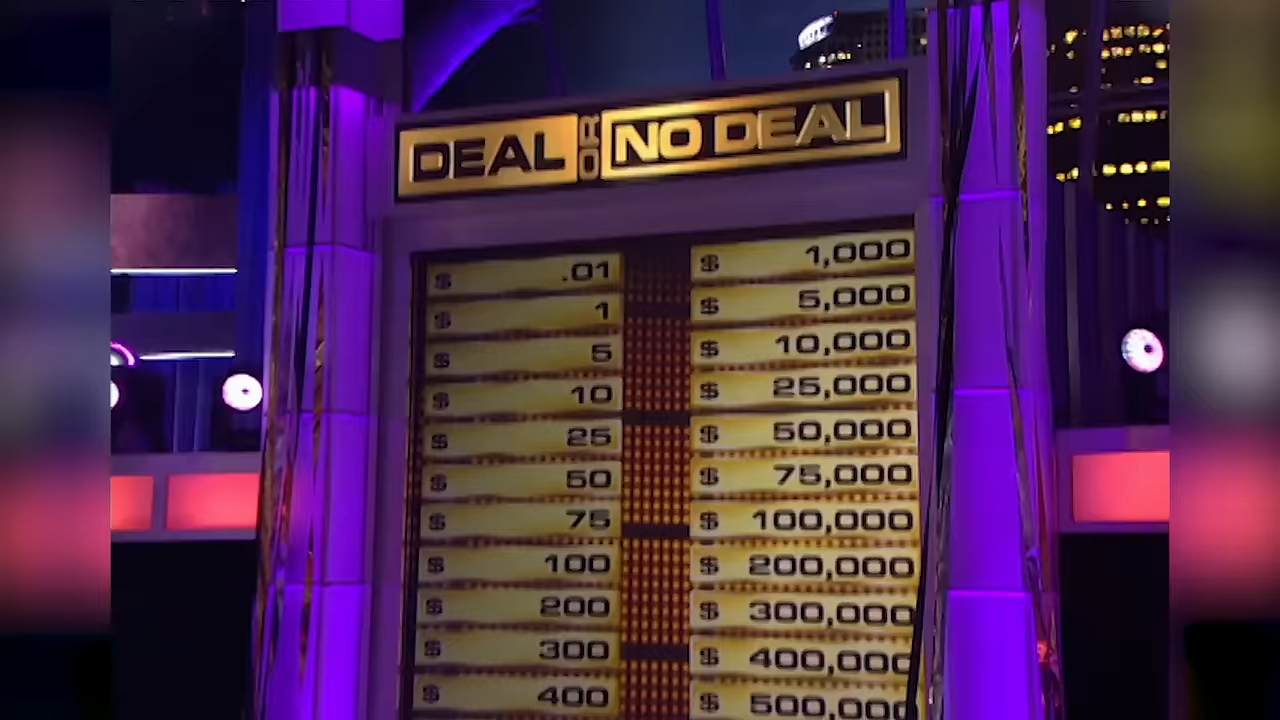 DEAL OR NO DEAL
$ .01 $ 1,000
$ 1 $ 5,000
$ 5 $ 10,000
$ 10 $ 25,000
$ 25 $ 50,000
$ 50 $ 75,000
$ 75 $ 100,000
$ 100 $ 200,000
$ 200 $ 300,000
$ 300 $ 400,000
$ 400 $ 500,000